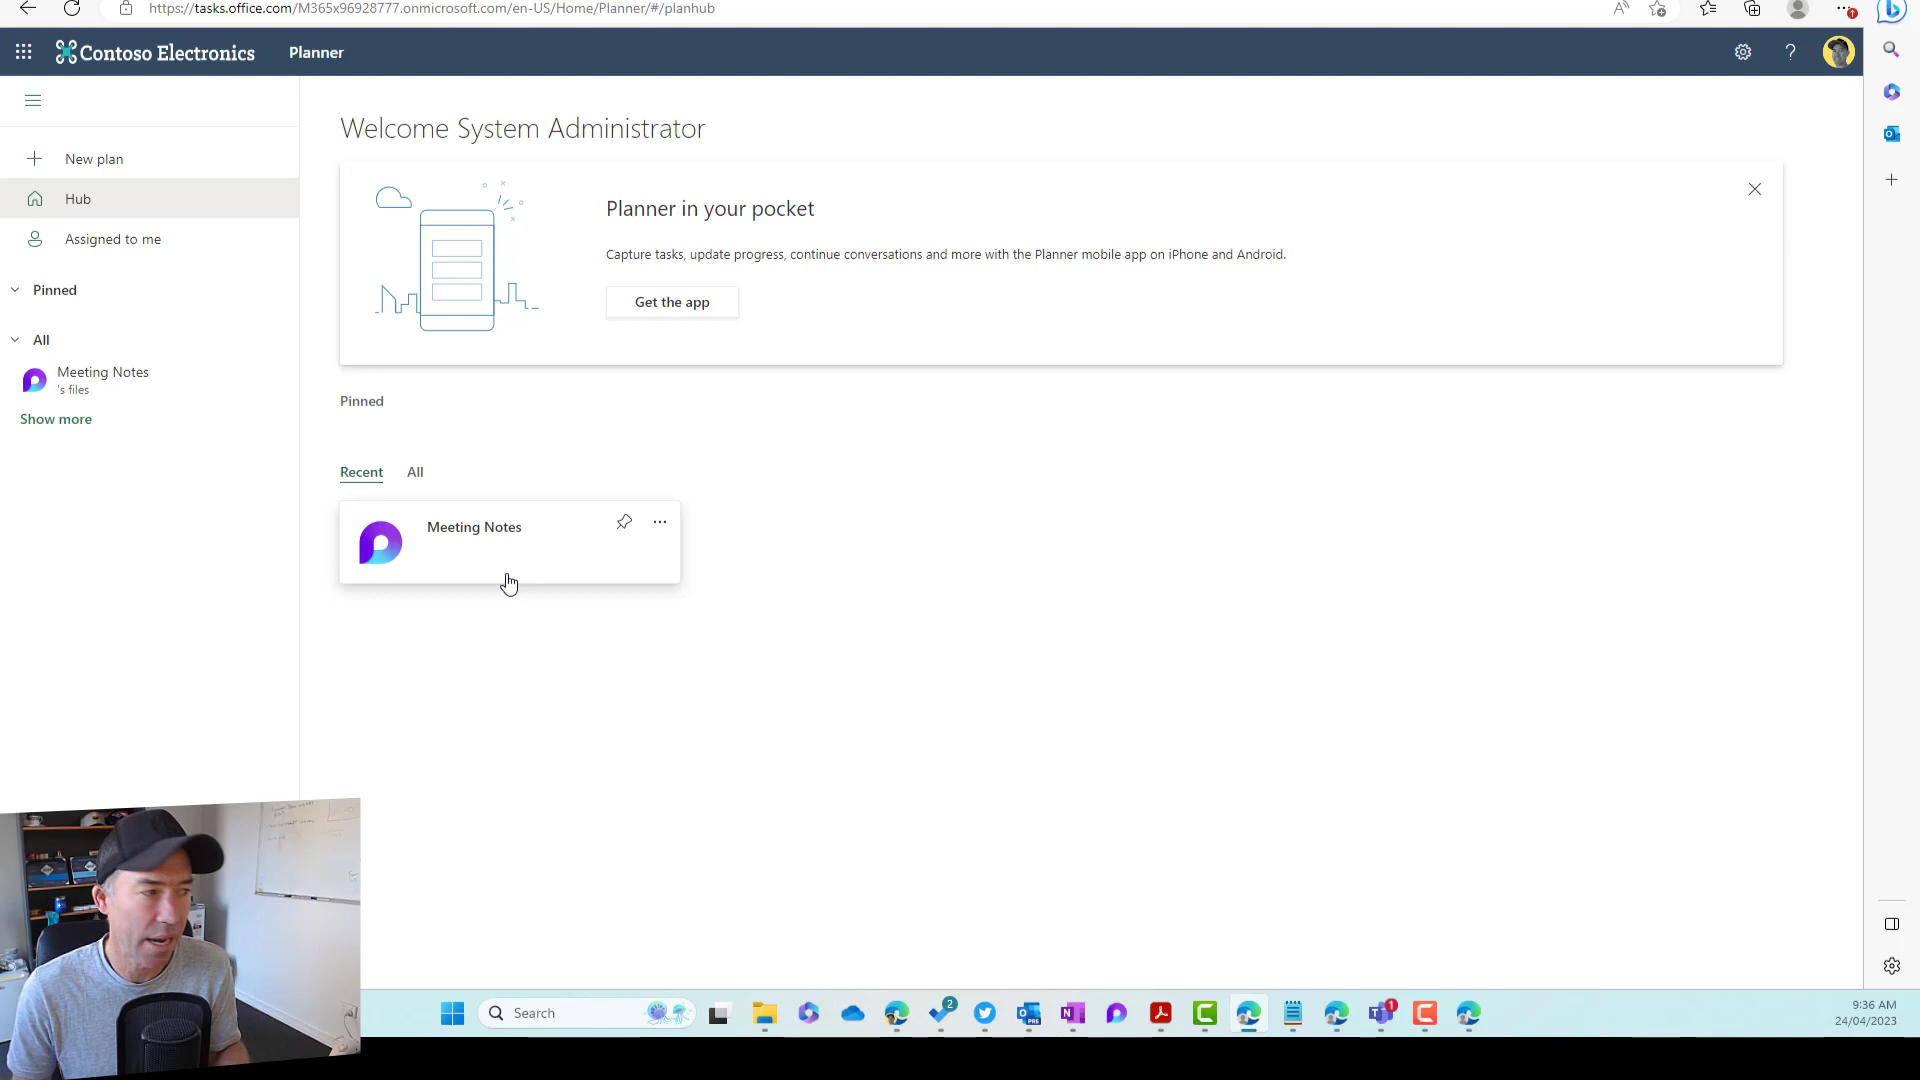 https://tasks.office.com/M365x96928777.onmicrosoft.com/en-US/Home/Planner/#/planhub
Contoso Electronics
Planner
?
New plan
Hub
Assigned to me
Pinned
All
Meeting Notes
's files
Show more
Welcome System Administrator
Planner in your pocket
Capture tasks, update progress, continue conversations and more with the Planner mobile app on iPhone and Android.
Get the app
Pinned
Recent All
Meeting Notes
Search
2
1
9:36 AM
24/04/2023